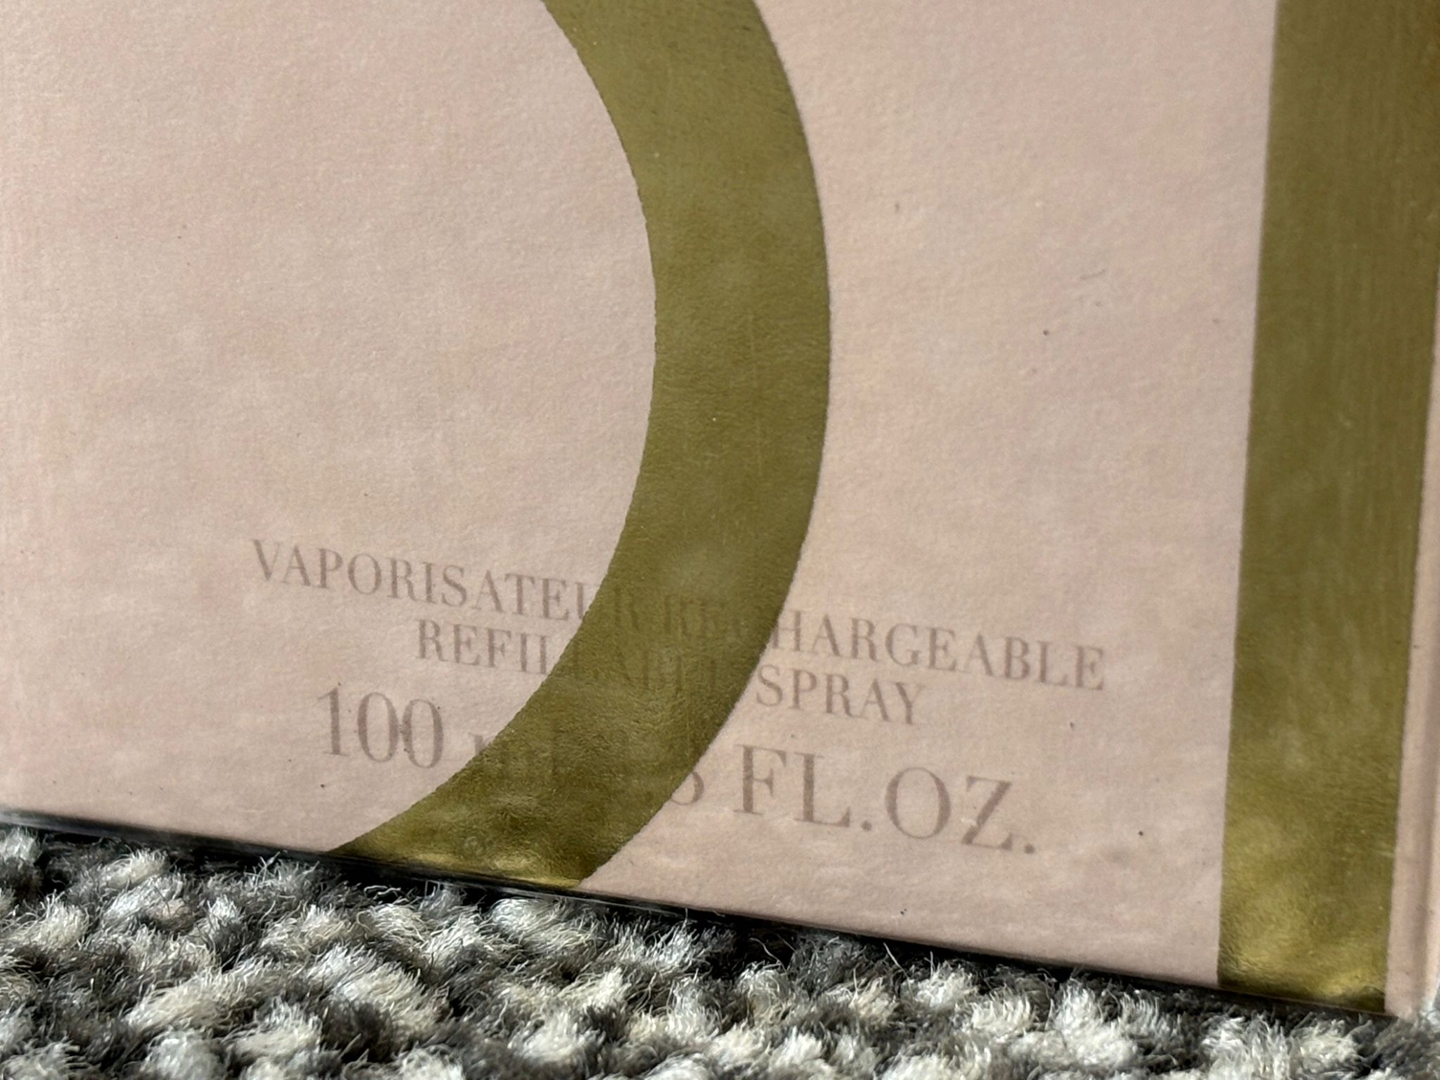 VAPORISATEUR RECHARGEABLE
REFILLABLE SPRAY
100 FL.OZ.